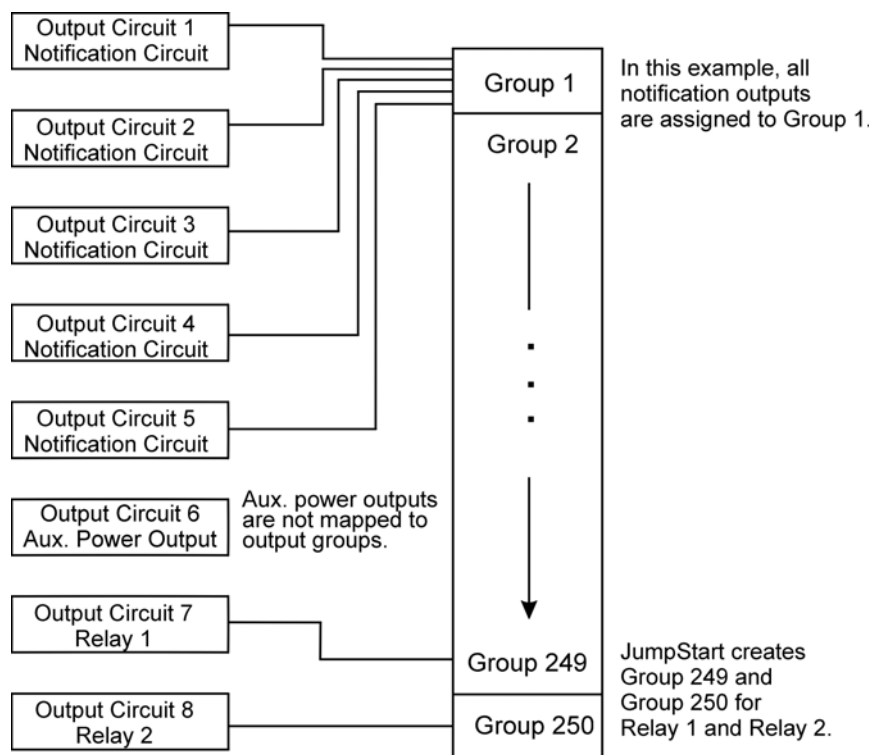 Output Circuit 1
Notification Circuit
Output Circuit 2
Notification Circuit
Output Circuit 3
Notification Circuit
Output Circuit 4
Notification Circuit
Output Circuit 5
Notification Circuit
Output Circuit 6
Aux. Power Output
Aux. power outputs
are not mapped to
output groups.
Output Circuit 7
Relay 1
Output Circuit 8
Relay 2
Group 1
Group 2
Group 249
Group 250
In this example, all
notification outputs
are assigned to Group 1.
JumpStart creates
Group 249 and
Group 250 for
Relay 1 and Relay 2.